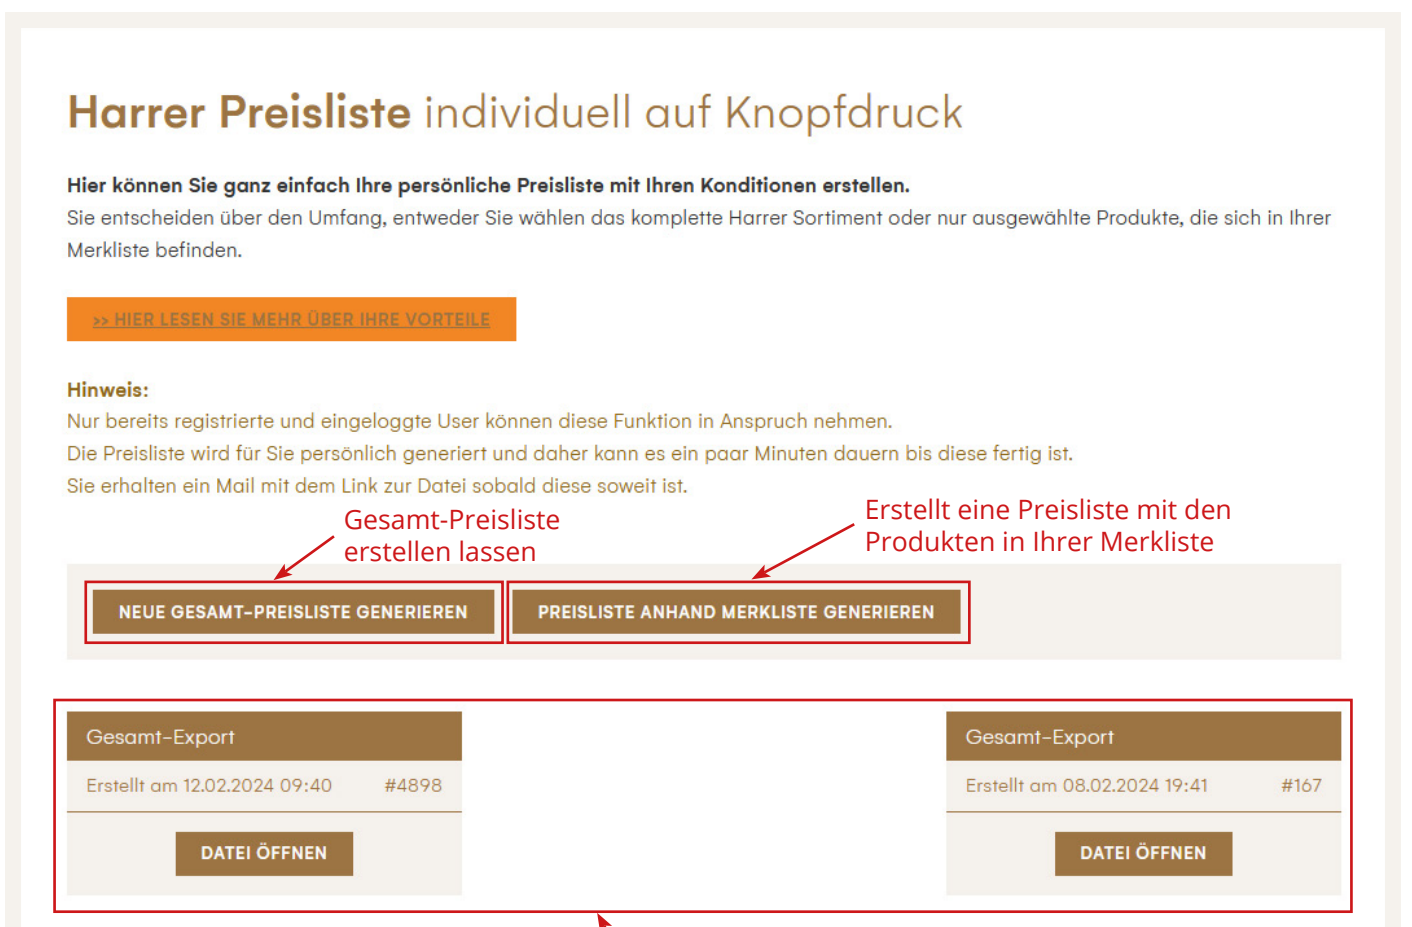 Harrer Preisliste individuell auf Knopfdruck
Hier können Sie ganz einfach Ihre persönliche Preisliste mit Ihren Konditionen erstellen.
Sie entscheiden über den Umfang, entweder Sie wählen das komplette Harrer Sortiment oder nur ausgewählte Produkte, die sich in Ihrer
Merkliste befinden.
>> HIER LESEN SIE MEHR ÜBER IHRE VORTEILE
Hinweis:
Nur bereits registrierte und eingeloggte User können diese Funktion in Anspruch nehmen.
Die Preisliste wird für Sie persönlich generiert und daher kann es ein paar Minuten dauern bis diese fertig ist.
Sie erhalten ein Mail mit dem Link zur Datei sobald diese soweit ist.
Gesamt-Preisliste
erstellen lassen
Erstellt eine Preisliste mit den
Produkten in Ihrer Merkliste
NEUE GESAMT-PREISLISTE GENERIEREN
PREISLISTE ANHAND MERKLISTE GENERIEREN
Gesamt-Export
Erstellt am 12.02.2024 09:40 #4898
DATEI ÖFFNEN
Gesamt-Export
Erstellt am 08.02.2024 19:41 #167
DATEI ÖFFNEN